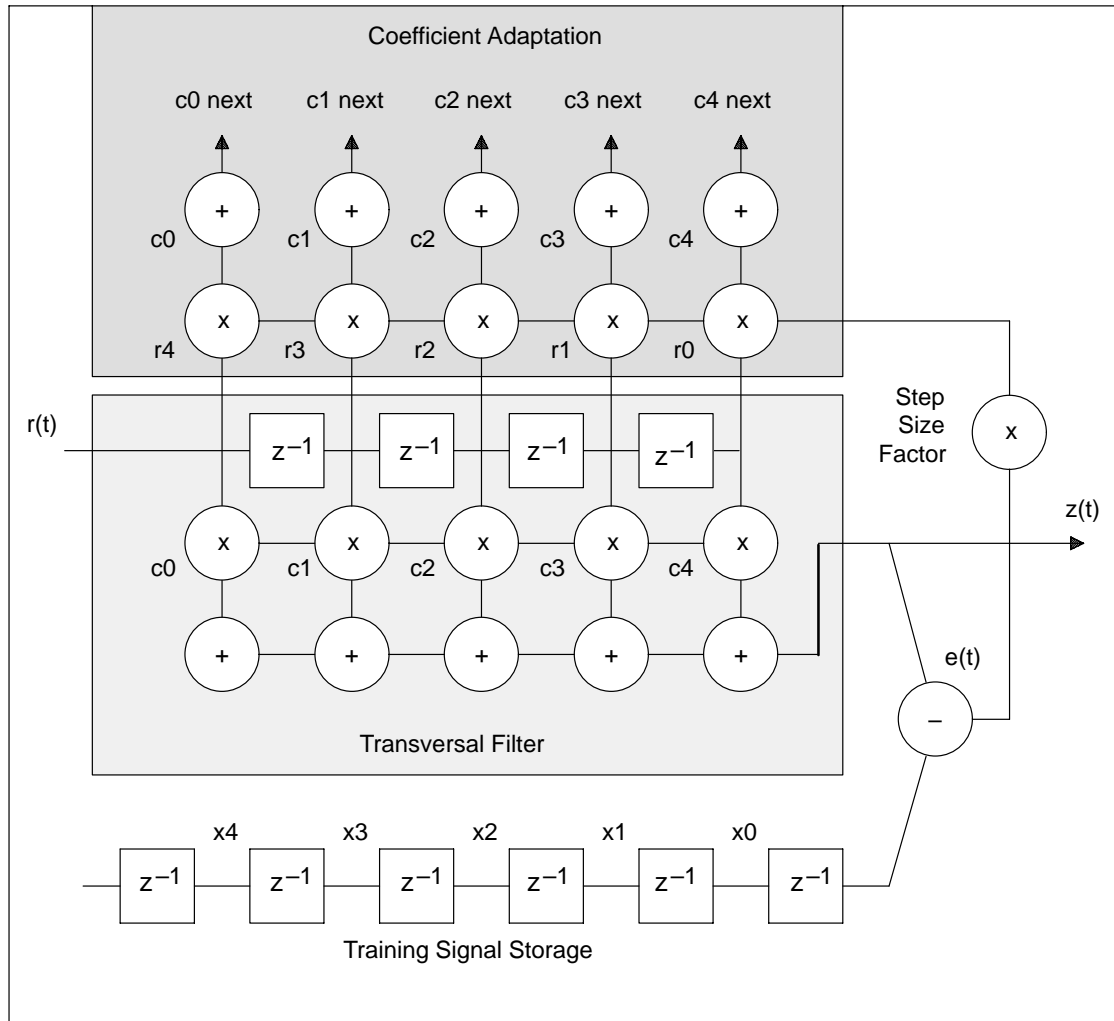 Coefficient Adaptation
c0 next c1 next c2 next c3 next c4 next
+ + + + +
c0 c1 c2 c3 c4
x x x x x
r4 r3 r2 r1 r0
Step
Size
Factor
x
r(t)
z–1 z–1 z–1 z–1
z(t)
x x x x x
c0 c1 c2 c3 c4
+ + + + +
e(t)
–
Transversal Filter
x4 x3 x2 x1 x0
z–1 z–1 z–1 z–1 z–1 z–1
Training Signal Storage